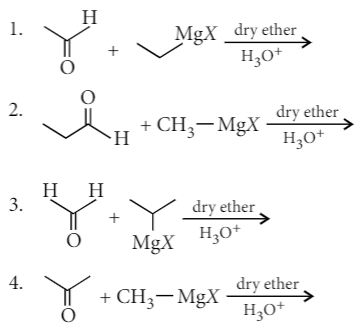 1. H O + MgX dry ether H₃O⁺
2. O H + CH₃—MgX dry ether H₃O⁺
3. H H O + MgX dry ether H₃O⁺
4. O + CH₃—MgX dry ether H₃O⁺